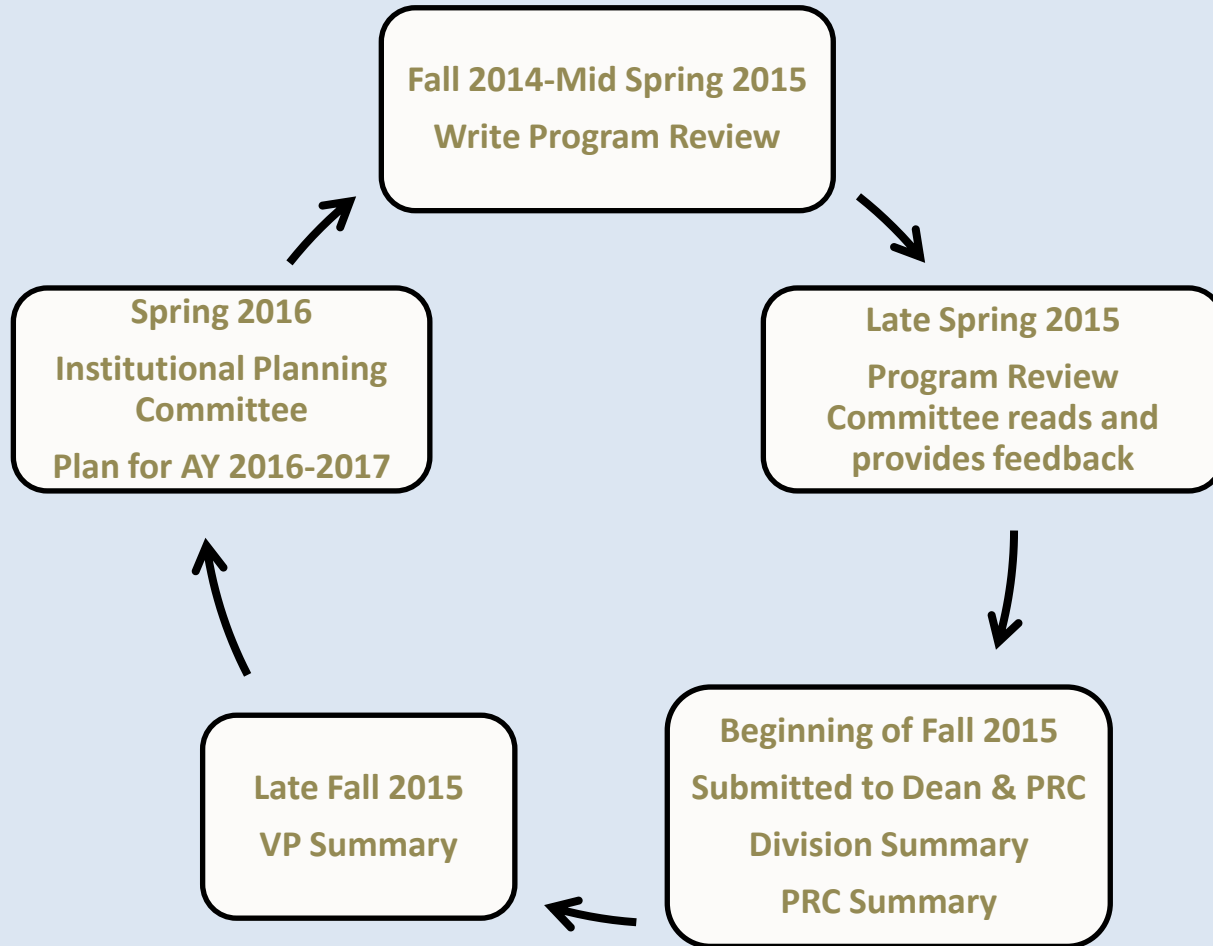 Fall 2014-Mid Spring 2015
Write Program Review
Late Spring 2015
Program Review
Committee reads and
provides feedback
Beginning of Fall 2015
Submitted to Dean & PRC
Division Summary
PRC Summary
Late Fall 2015
VP Summary
Spring 2016
Institutional Planning
Committee
Plan for AY 2016-2017